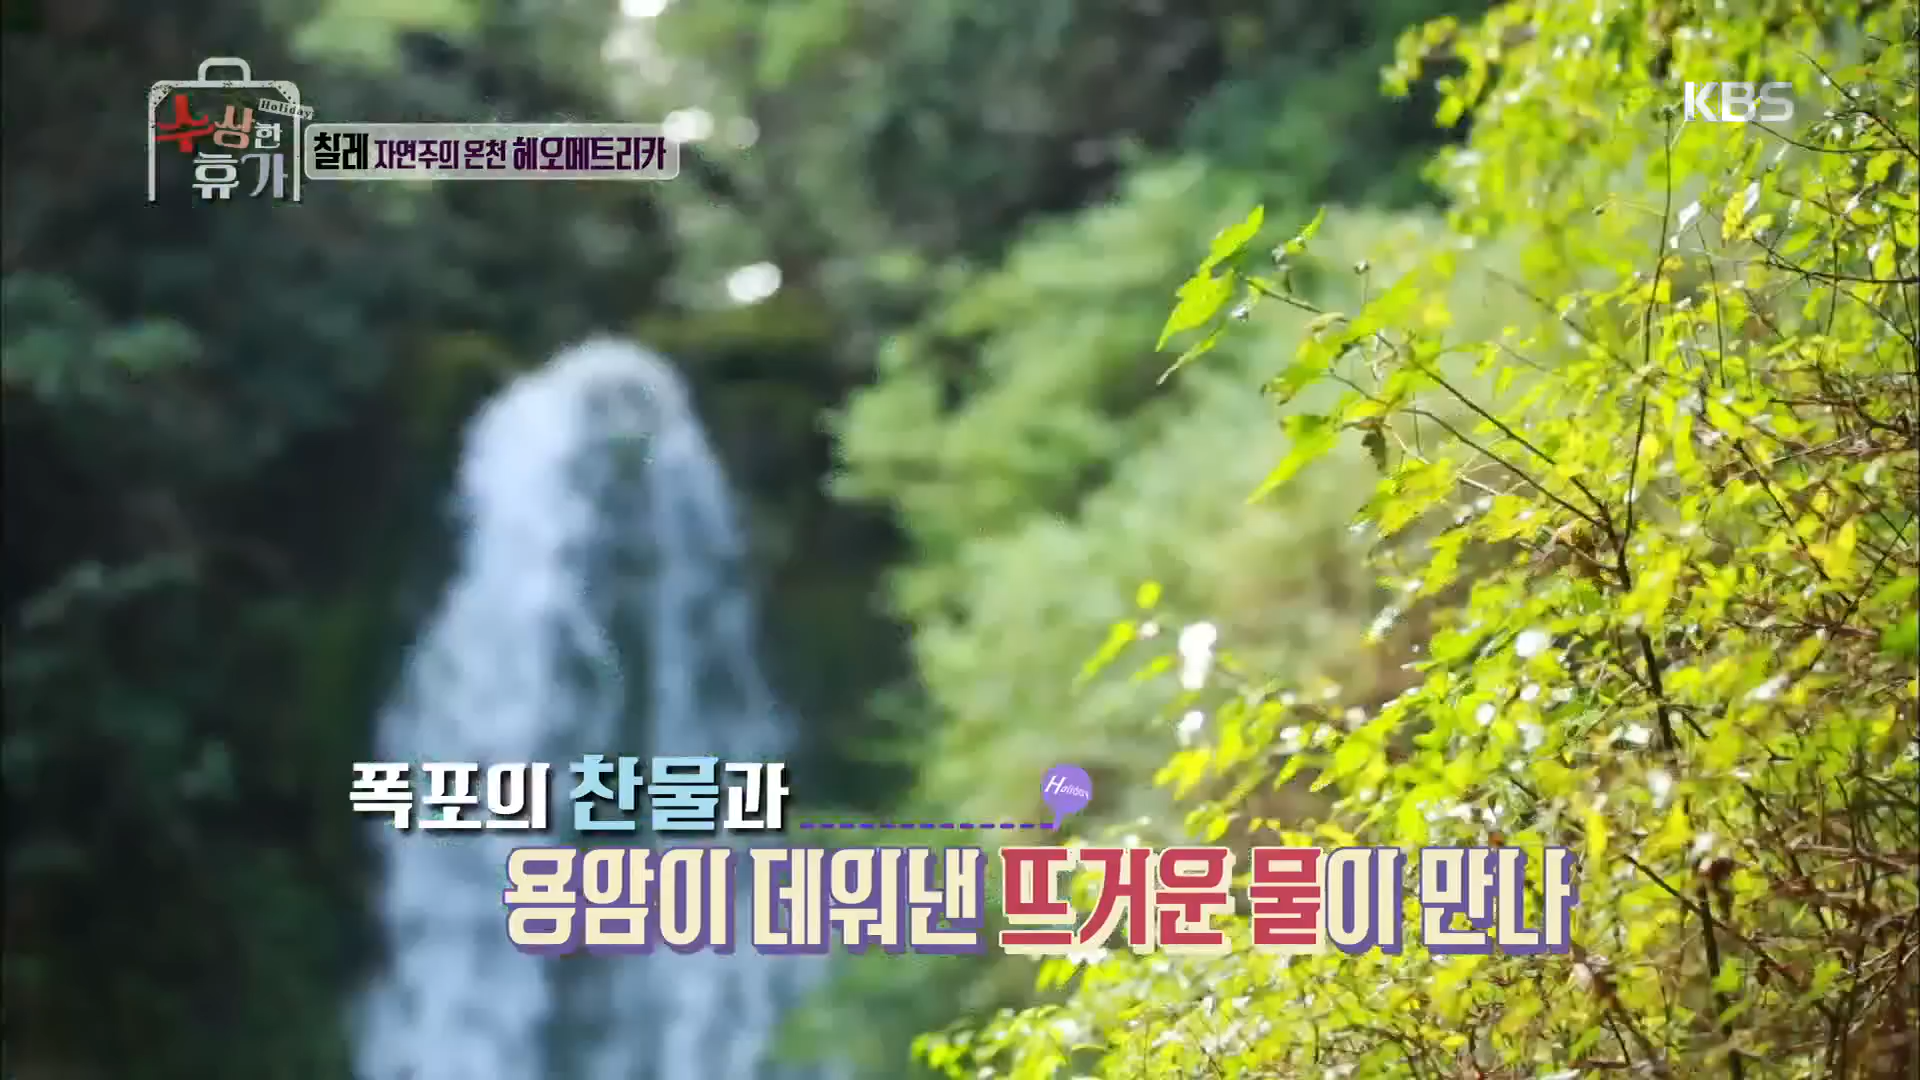 Holiday
수상한
휴가
칠레 자연주의 온천 헤오메트리카
KBS
폭포의 찬물과
Holiday
용암이 데워낸 뜨거운 물이 만나